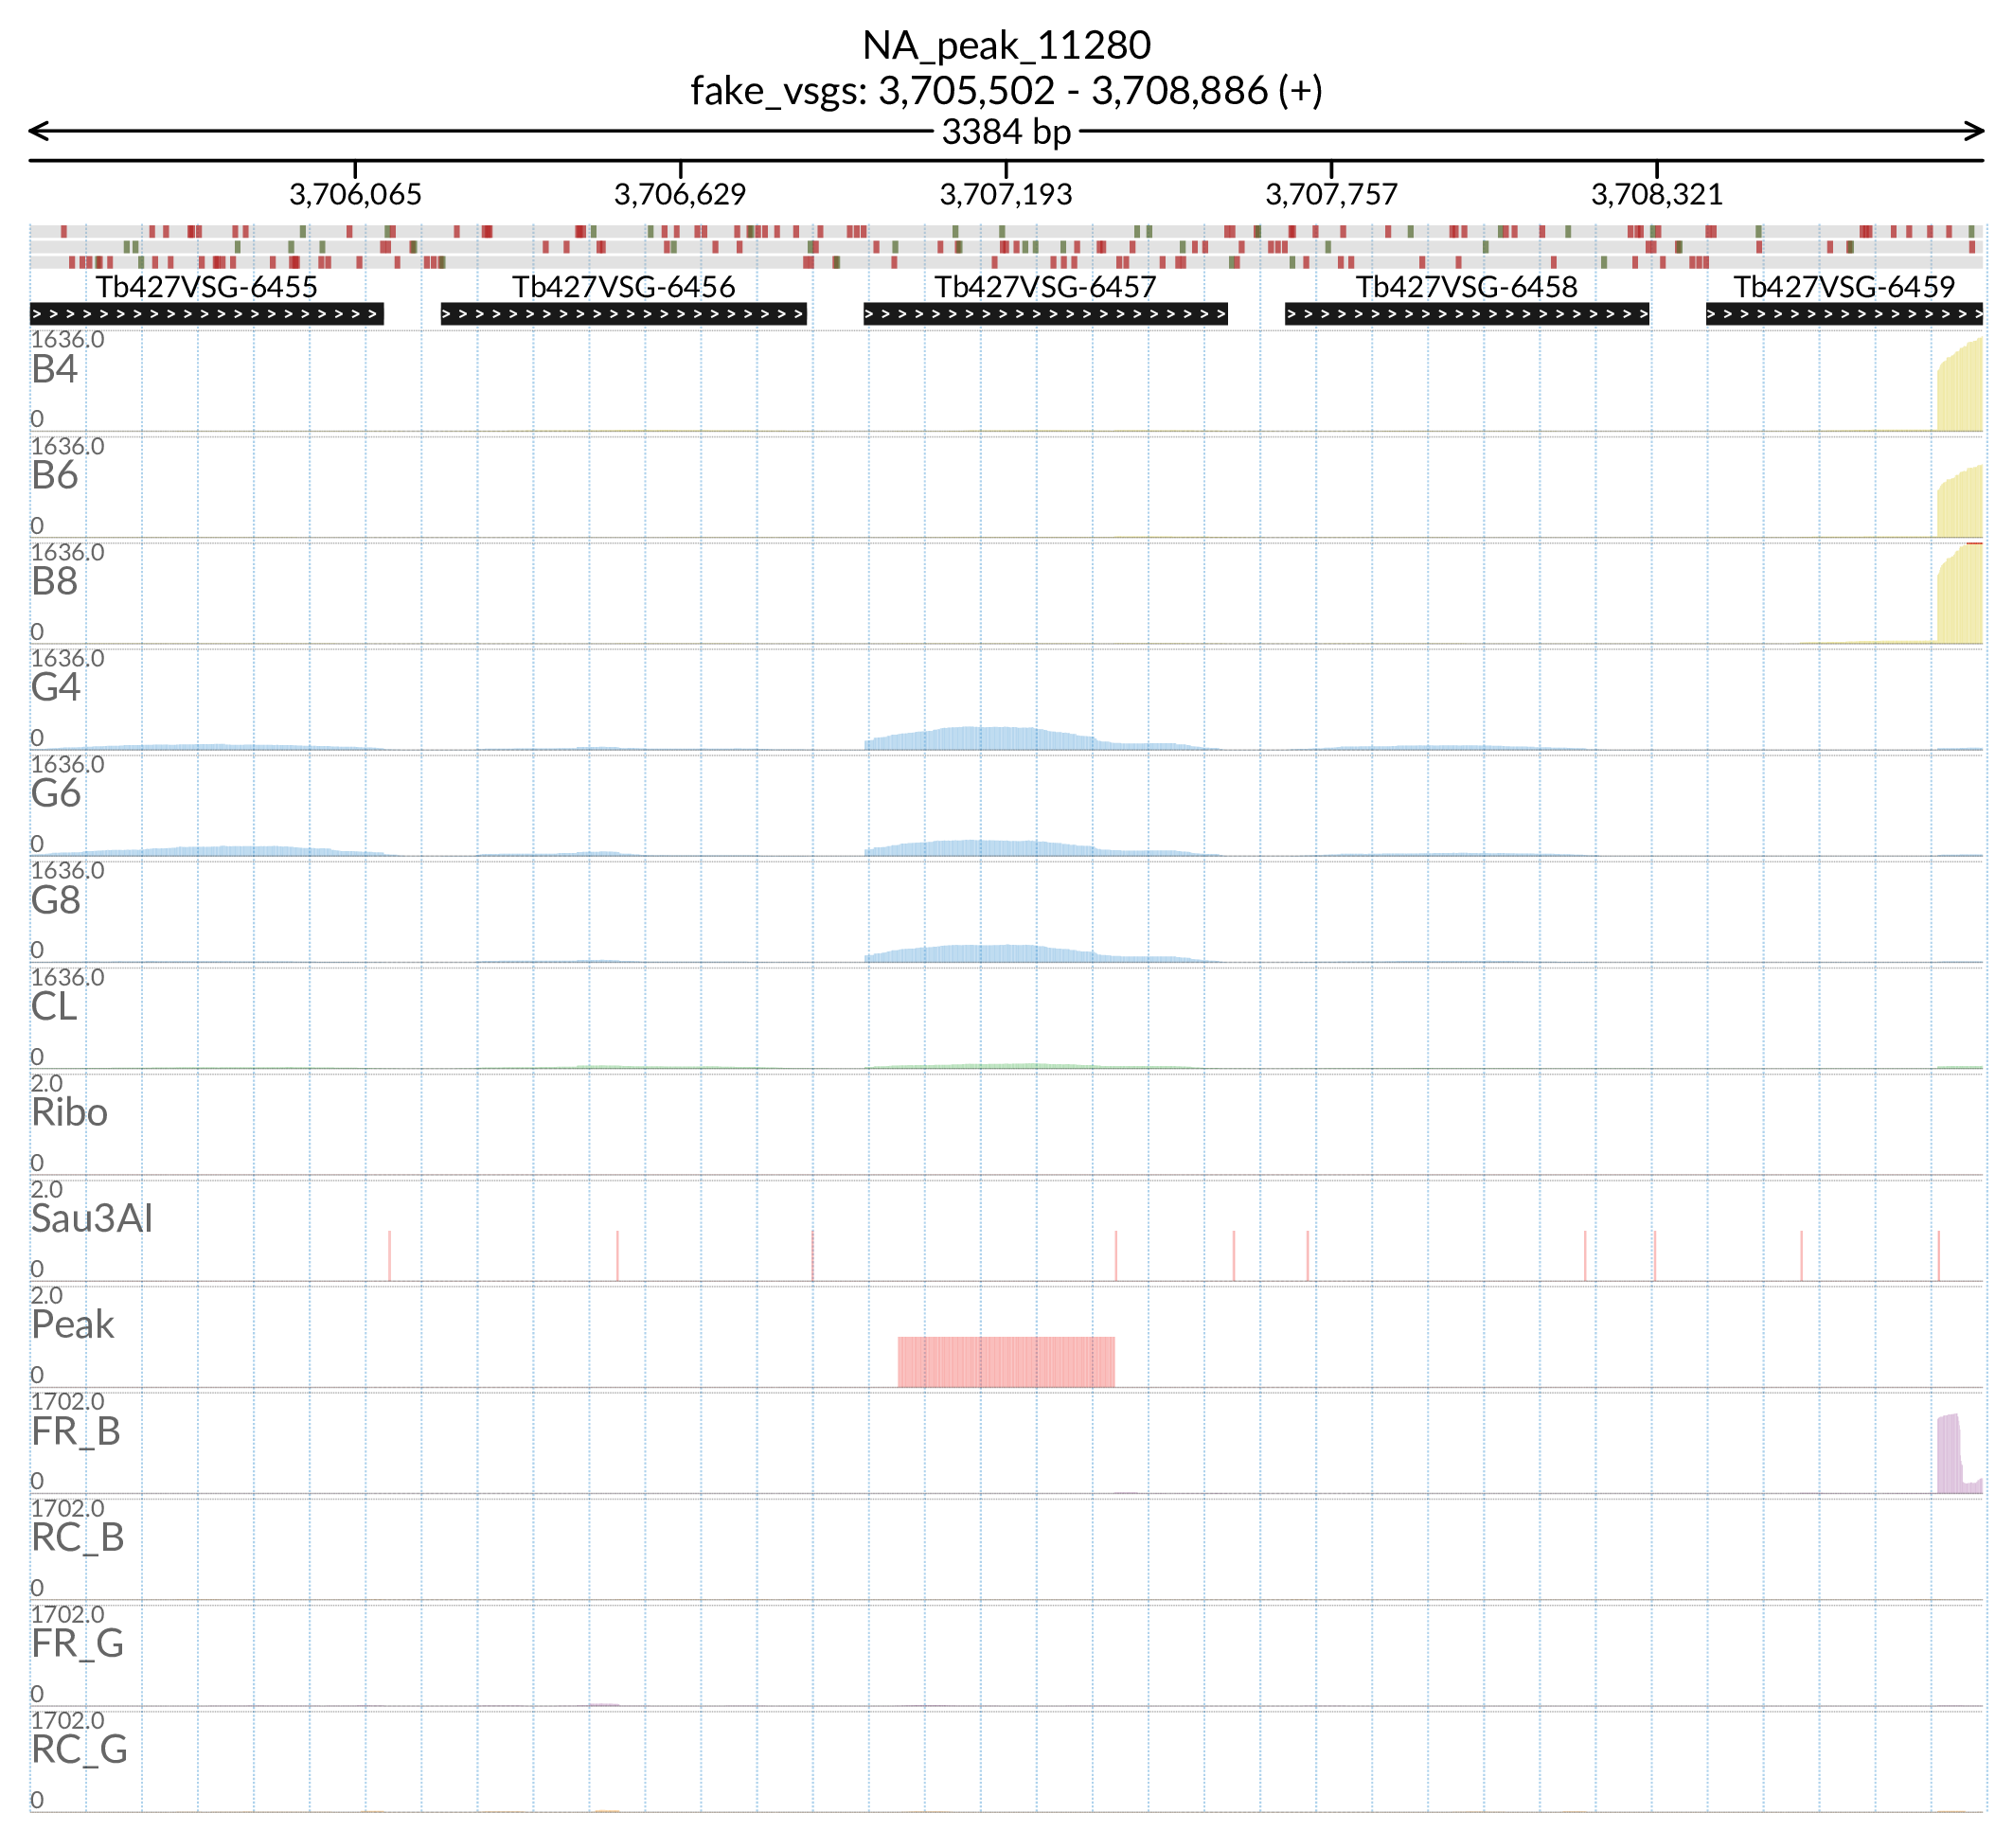 NA_peak_11280
fake_vsgs: 3,705,502 - 3,708,886 (+)
3384 bp
3,706,065 3,706,629 3,707,193 3,707,757 3,708,321
Tb427VSG-6455 Tb427VSG-6456 Tb427VSG-6457 Tb427VSG-6458 Tb427VSG-6459
1636.0
B4
0
1636.0
B6
0
1636.0
B8
0
1636.0
G4
0
1636.0
G6
0
1636.0
G8
0
1636.0
CL
0
2.0
Ribo
0
2.0
Sau3AI
0
2.0
Peak
0
1702.0
FR_B
0
1702.0
RC_B
0
1702.0
FR_G
0
1702.0
RC_G
0